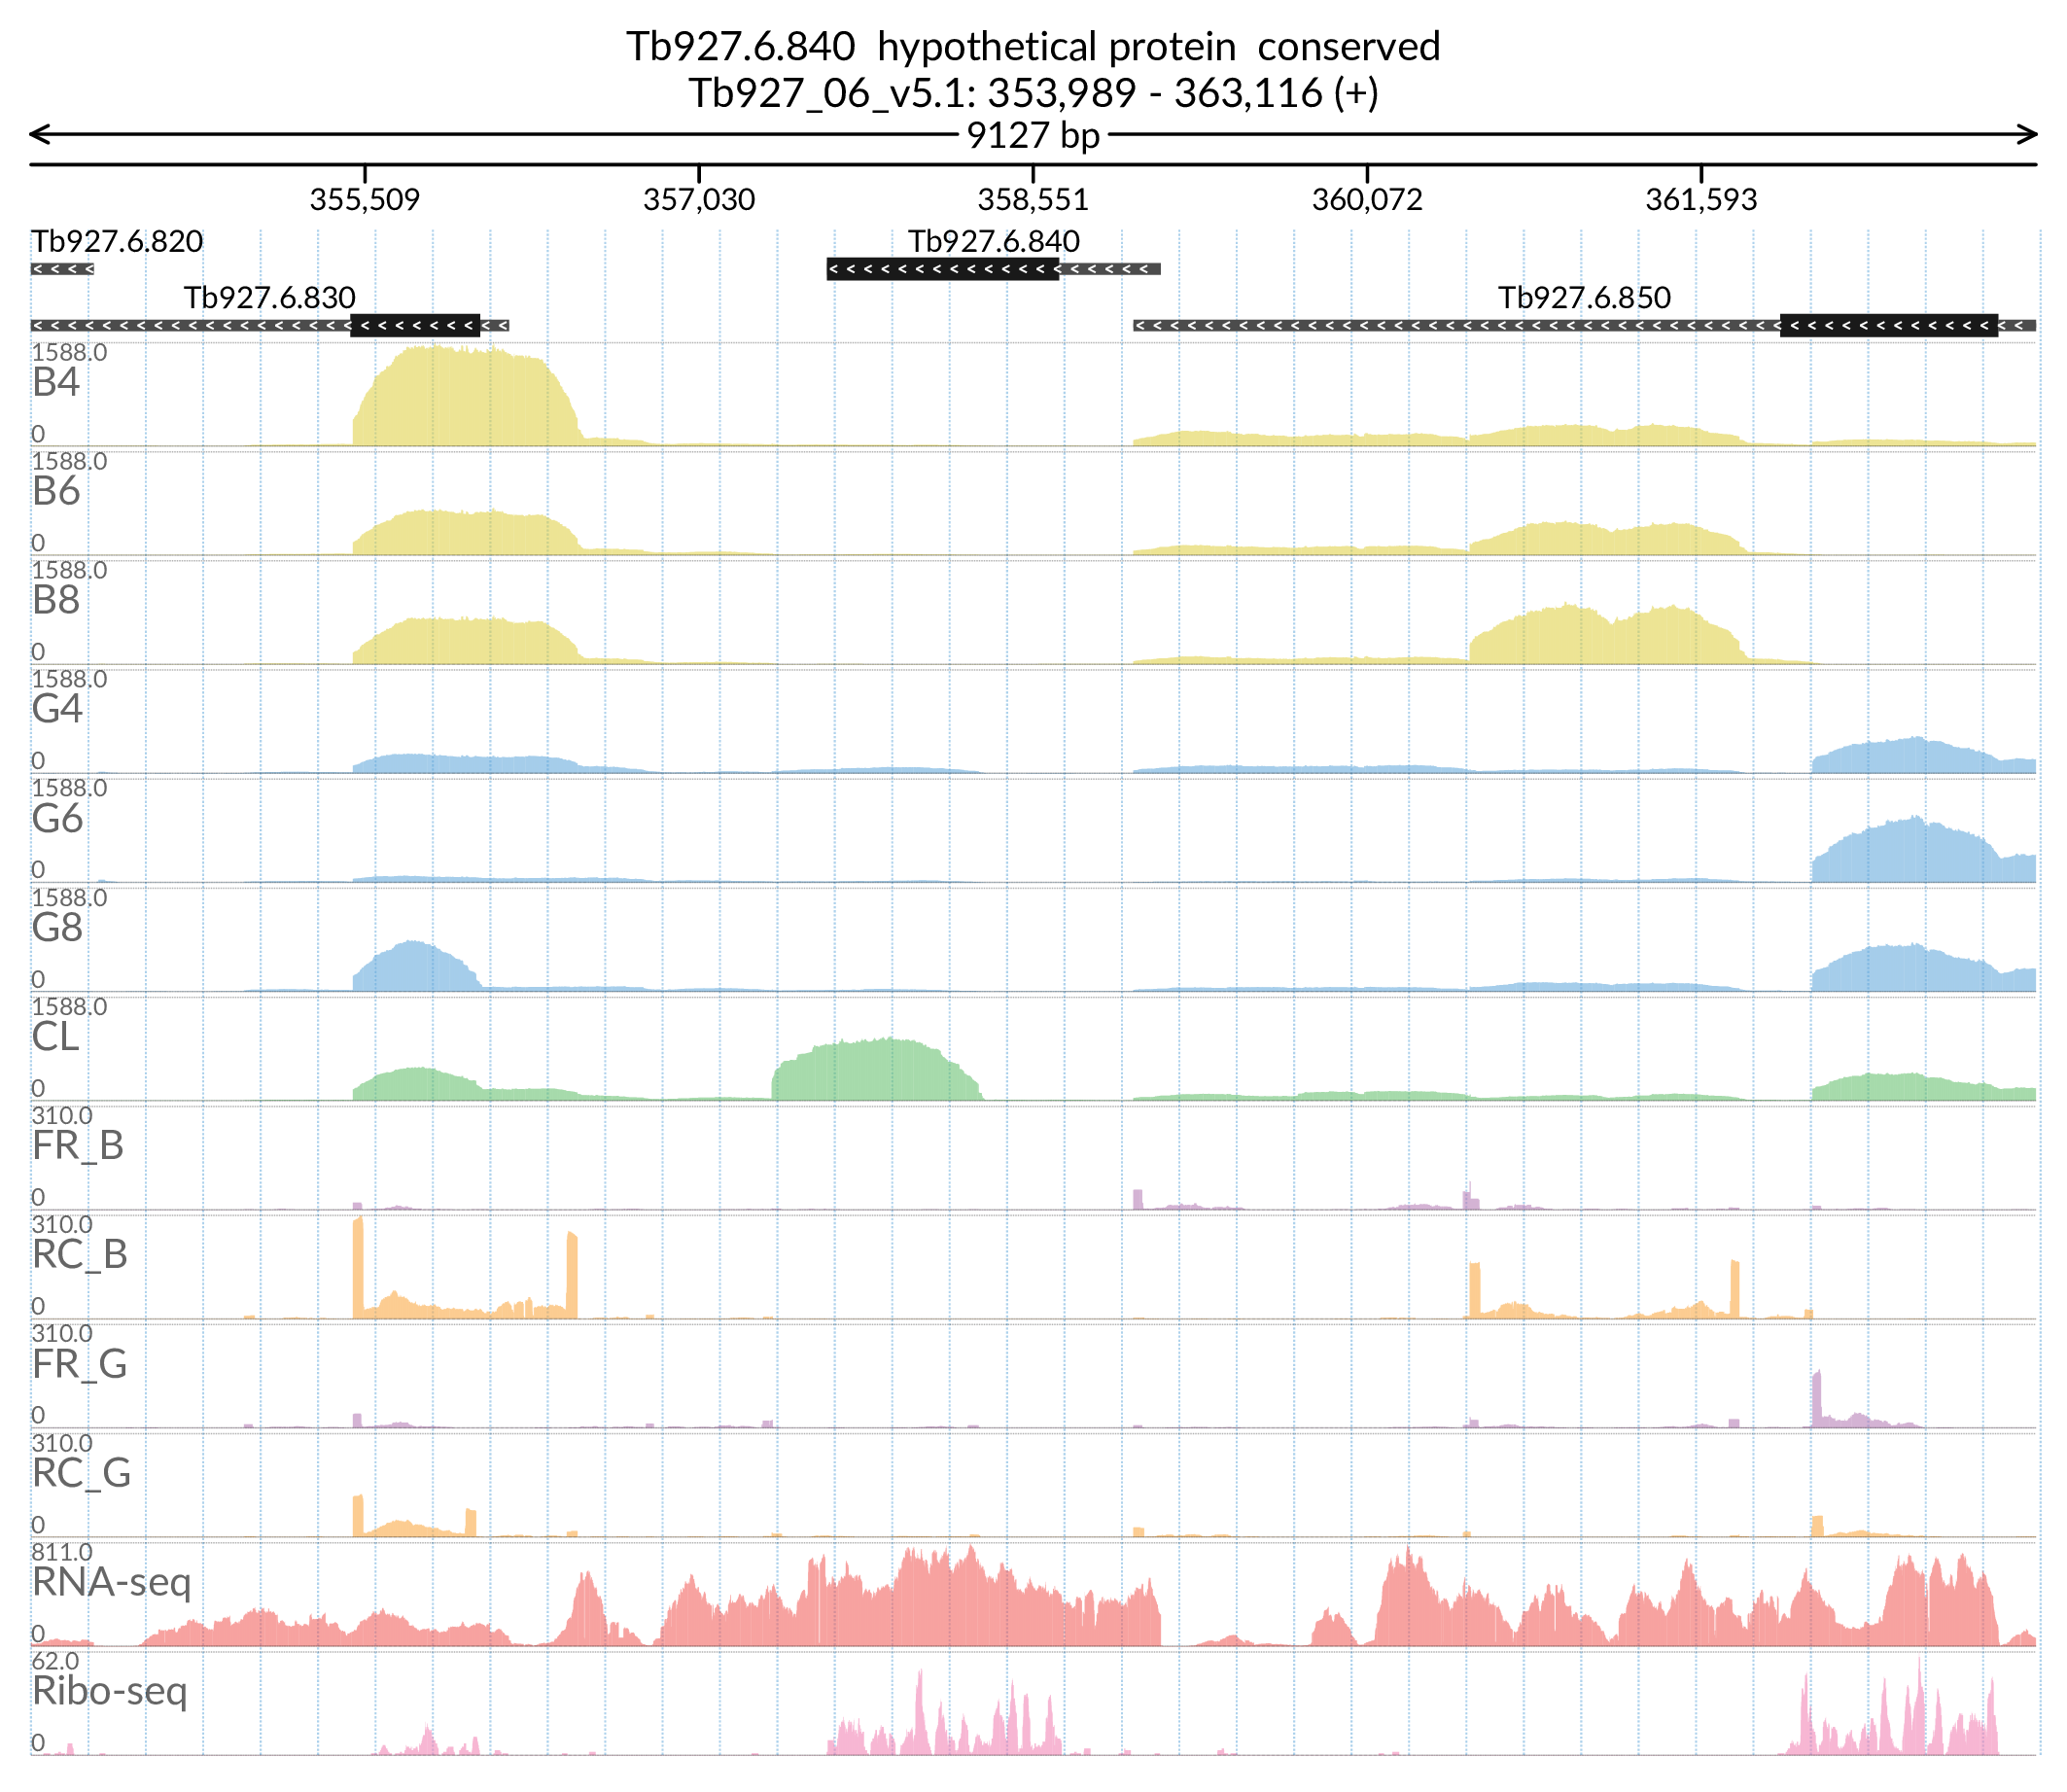 Tb927.6.840  hypothetical protein  conserved
Tb927_06_v5.1: 353,989 - 363,116 (+)
9127 bp
355,509 357,030 358,551 360,072 361,593
Tb927.6.820 Tb927.6.840
Tb927.6.830 Tb927.6.850
1588.0
B4
0
1588.0
B6
0
1588.0
B8
0
1588.0
G4
0
1588.0
G6
0
1588.0
G8
0
1588.0
CL
0
310.0
FR_B
0
310.0
RC_B
0
310.0
FR_G
0
310.0
RC_G
0
811.0
RNA-seq
0
62.0
Ribo-seq
0